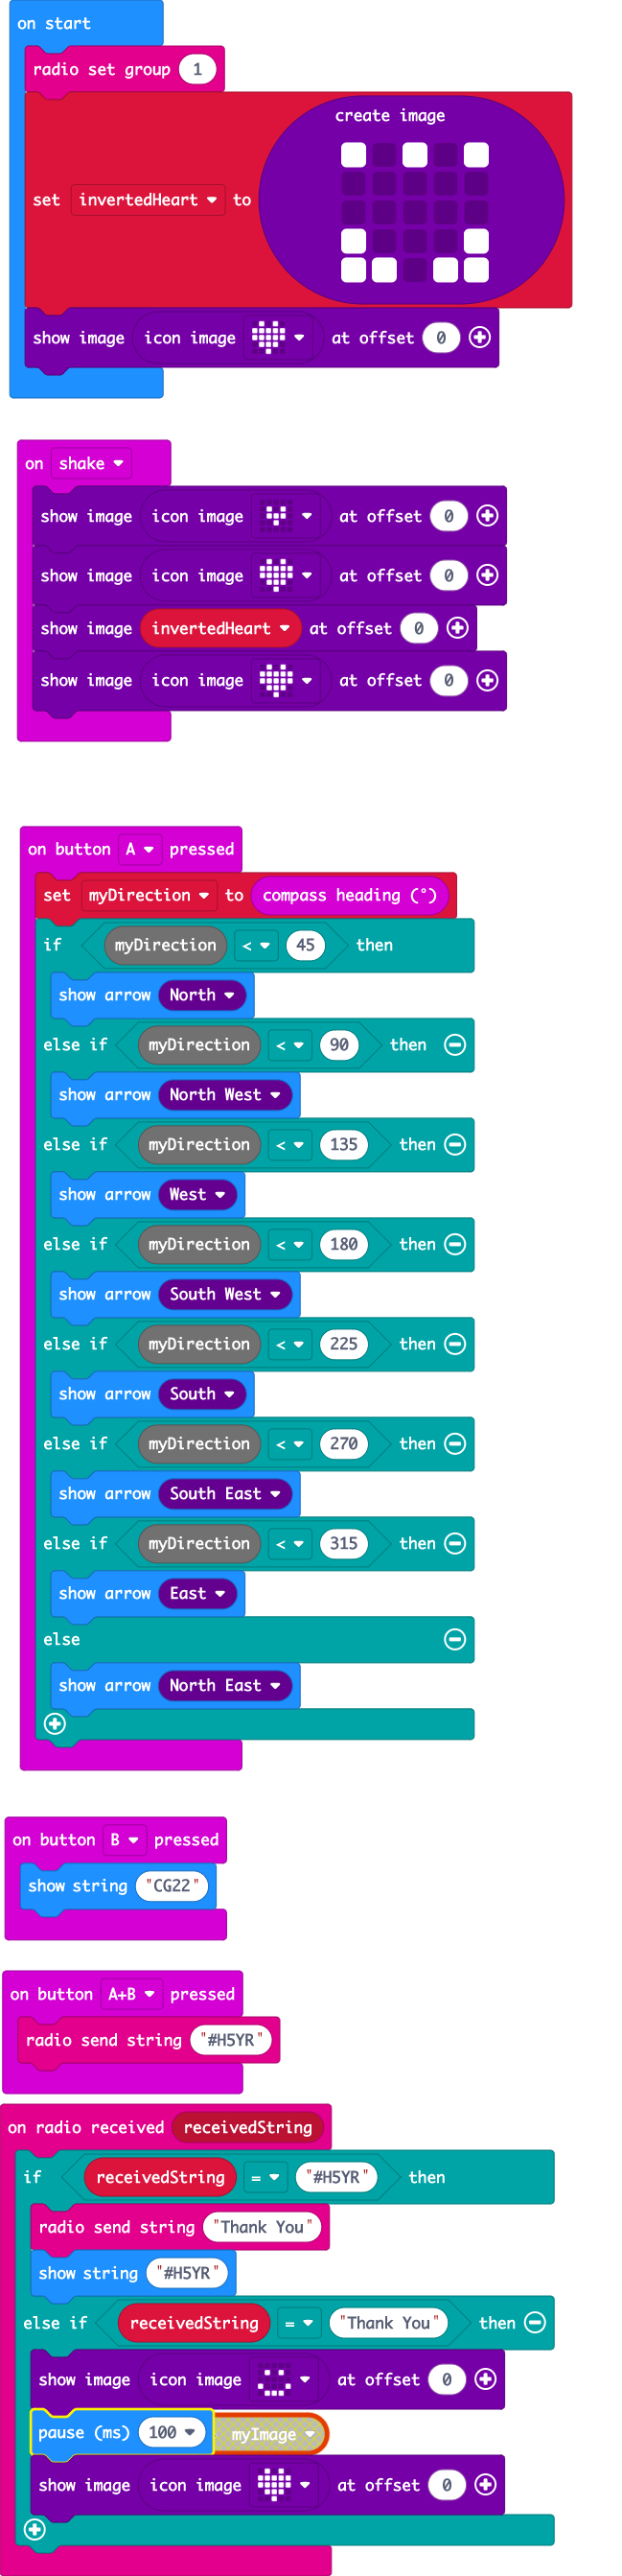 on start
radio set group 1
create image
set invertedHeart to
show image icon image at offset 0
on shake
show image icon image at offset 0
show image icon image at offset 0
show image invertedHeart at offset 0
show image icon image at offset 0
on button A pressed
set myDirection to compass heading (°)
if myDirection < 45 then
show arrow North
else if myDirection < 90 then
show arrow North West
else if myDirection < 135 then
show arrow West
else if myDirection < 180 then
show arrow South West
else if myDirection < 225 then
show arrow South
else if myDirection < 270 then
show arrow South East
else if myDirection < 315 then
show arrow East
else
show arrow North East
on button B pressed
show string "CG22"
on button A+B pressed
radio send string "#H5YR"
on radio received receivedString
if receivedString = "#H5YR" then
radio send string "Thank You"
show string "#H5YR"
else if receivedString = "Thank You" then
show image icon image at offset 0
pause (ms) 100 myImage
show image icon image at offset 0